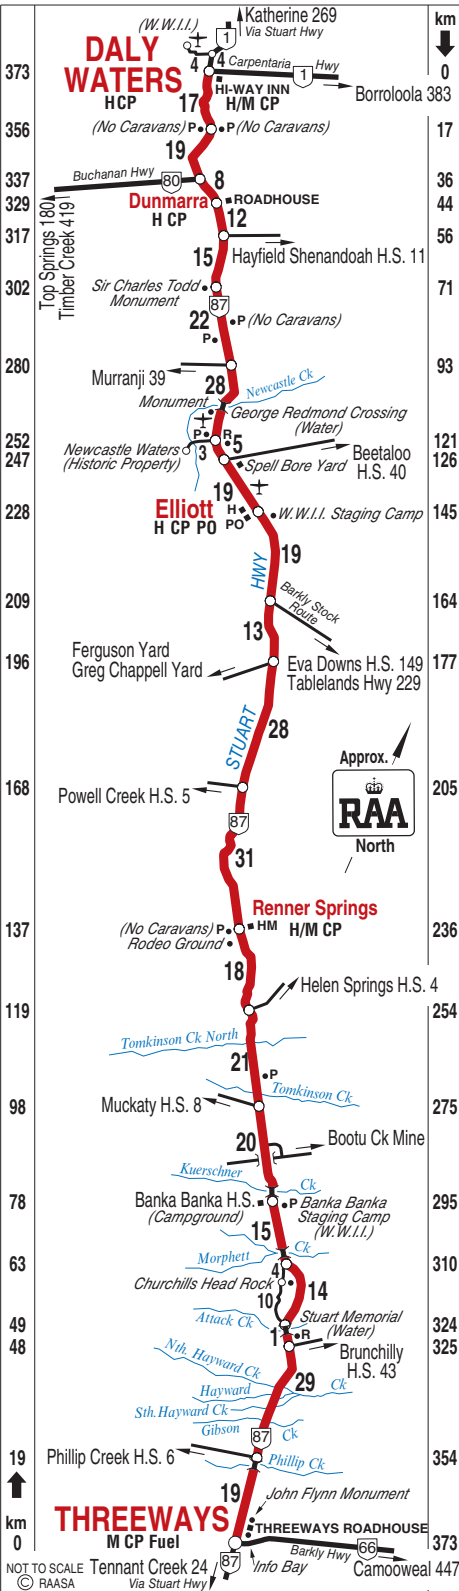 Katherine 269
Via Stuart Hwy
km
(W.W.I.I.)
1
DALY
WATERS
H CP
4
4
Carpentaria Hwy
1
373
0
HI-WAY INN
H/M CP
Borroloola 383
17
356
(No Caravans) P
P (No Caravans)
17
19
337
Buchanan Hwy
80
8
36
329
Dunmarra
H CP
ROADHOUSE
44
Top Springs 180
Timber Creek 419
12
317
56
15
Hayfield Shenandoah H.S. 11
302
Sir Charles Todd
Monument
71
87
22
P (No Caravans)
P
280
93
Murranji 39
28
Newcastle Ck
Monument
George Redmond Crossing
(Water)
P
R
252
3
5
121
Newcastle Waters
(Historic Property)
247
126
Spell Bore Yard
Beetaloo
H.S. 40
19
Elliott
H CP PO
H
PO
228
W.W.I.I. Staging Camp
145
19
HWY
209
164
Barkly Stock
Route
13
Ferguson Yard
Greg Chappell Yard
196
177
Eva Downs H.S. 149
Tablelands Hwy 229
28
STUART
Approx.
RAA
North
168
205
Powell Creek H.S. 5
87
31
Renner Springs
H/M CP
137
(No Caravans) P
HM
236
Rodeo Ground
18
Helen Springs H.S. 4
119
254
Tomkinson Ck North
21
P
Tomkinson Ck
98
275
Muckaty H.S. 8
20
Bootu Ck Mine
Kuerschner Ck
78
Banka Banka H.S.
(Campground)
P Banka Banka
Staging Camp
(W.W.I.I.)
295
15
Morphett Ck
63
310
4
Churchills Head Rock
14
10
Attack Ck
Stuart Memorial
(Water)
49
324
1
R
48
325
Brunchilly
H.S. 43
Nth. Hayward Ck
29
Hayward Ck
Sth.Hayward Ck
Gibson Ck
87
19
Phillip Creek H.S. 6
354
Phillip Ck
19
John Flynn Monument
THREEWAYS
M CP Fuel
THREEWAYS ROADHOUSE
km
0
373
Barkly Hwy
66
Camooweal 447
Info Bay
87
Tennant Creek 24
Via Stuart Hwy
NOT TO SCALE
© RAASA